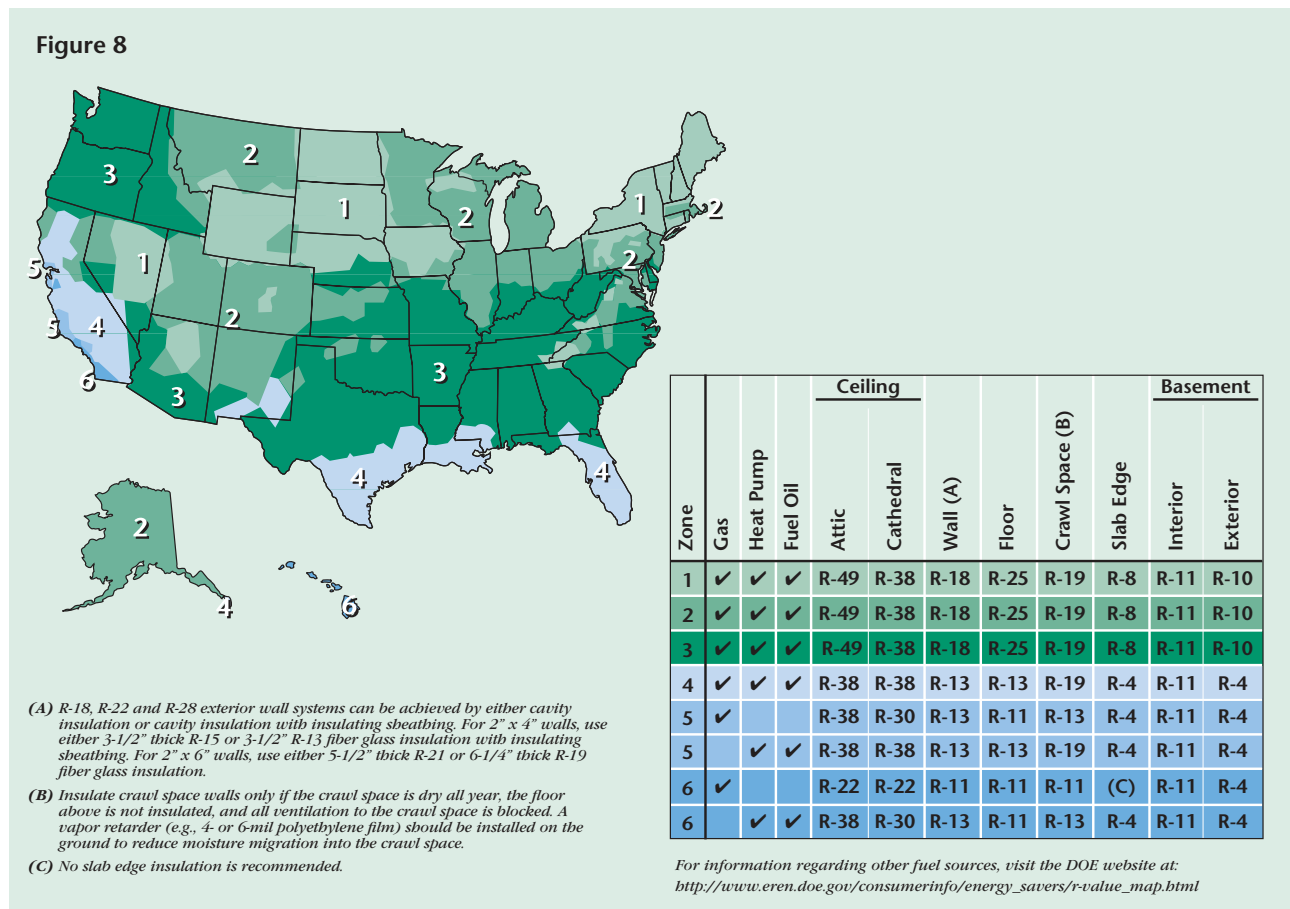 Figure 8
2
3
1
2
1
2
5
1
2
5
4
2
6
3
3
4
4
2
4
6
Ceiling
Basement
Zone
Gas
Heat Pump
Fuel Oil
Attic
Cathedral
Wall (A)
Floor
Crawl Space (B)
Slab Edge
Interior
Exterior
1 ✔ ✔ ✔ R-49 R-38 R-18 R-25 R-19 R-8 R-11 R-10
2 ✔ ✔ ✔ R-49 R-38 R-18 R-25 R-19 R-8 R-11 R-10
3 ✔ ✔ ✔ R-49 R-38 R-18 R-25 R-19 R-8 R-11 R-10
4 ✔ ✔ ✔ R-38 R-38 R-13 R-13 R-19 R-4 R-11 R-4
5 ✔ R-38 R-30 R-13 R-11 R-13 R-4 R-11 R-4
5 ✔ ✔ R-38 R-38 R-13 R-13 R-19 R-4 R-11 R-4
6 ✔ R-22 R-22 R-11 R-11 R-11 (C) R-11 R-4
6 ✔ ✔ R-38 R-30 R-13 R-11 R-13 R-4 R-11 R-4
(A) R-18, R-22 and R-28 exterior wall systems can be achieved by either cavity
insulation or cavity insulation with insulating sheathing. For 2” x 4” walls, use
either 3-1/2” thick R-15 or 3-1/2” R-13 fiber glass insulation with insulating
sheathing. For 2” x 6” walls, use either 5-1/2” thick R-21 or 6-1/4” thick R-19
fiber glass insulation.
(B) Insulate crawl space walls only if the crawl space is dry all year, the floor
above is not insulated, and all ventilation to the crawl space is blocked. A
vapor retarder (e.g., 4- or 6-mil polyethylene film) should be installed on the
ground to reduce moisture migration into the crawl space.
(C) No slab edge insulation is recommended.
For information regarding other fuel sources, visit the DOE website at:
http://www.eren.doe.gov/consumerinfo/energy_savers/r-value_map.html